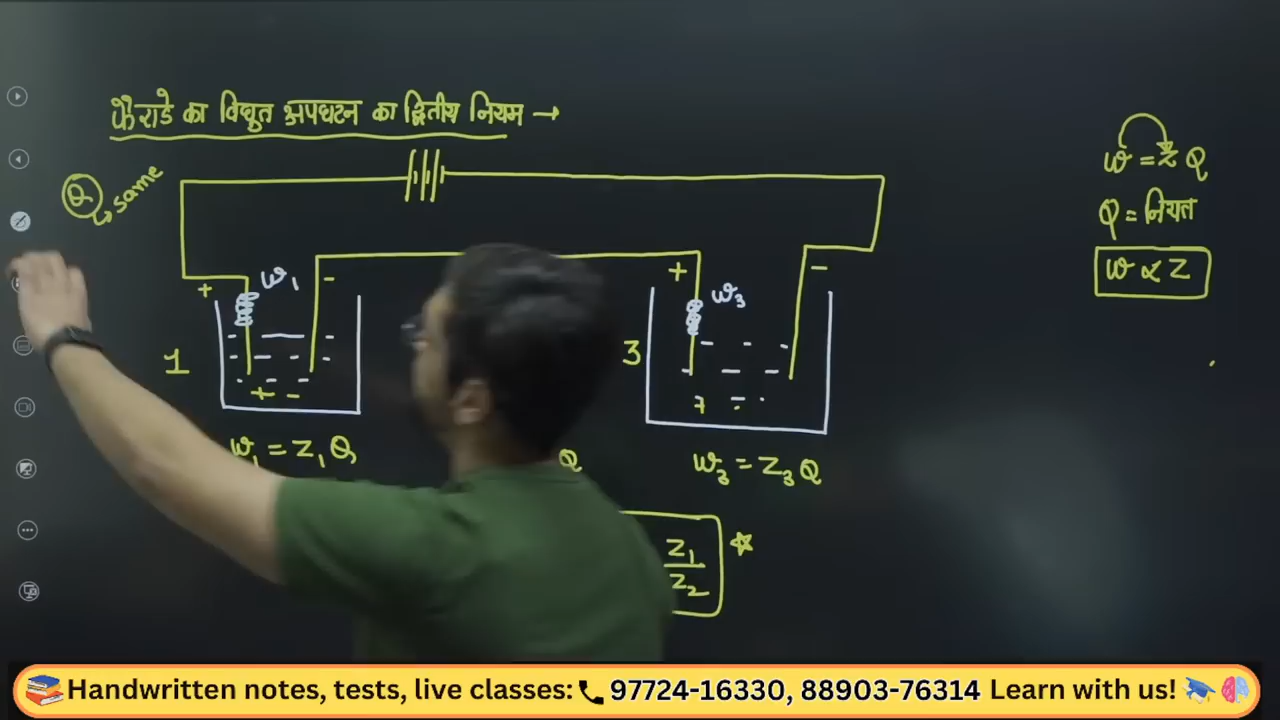 फैराडे का विद्युत अपघटन का द्वितीय नियम →
Q → same
w = z Q
Q = नियत
w ∝ z
+ w₁ -
+ w₃ -
1
3
+ -
+ -
w₁ = z₁ Q
Q
w₃ = z₃ Q
z₁/z₂ ☆
📚Handwritten notes, tests, live classes:📞97724-16330, 88903-76314 Learn with us! 🎓🧠